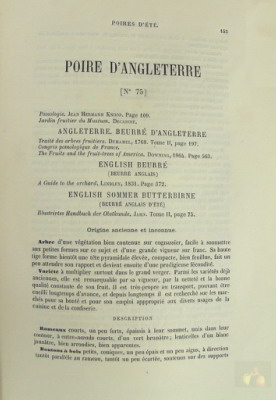 POIRES D'ÉTÉ.
POIRE D'ANGLETERRE
[N° 75]
Pomologia. JEAN HERMANN KNOOP. Page 109.
Jardin fruitier du Muséum. DECAISNE.
ANGLETERRE, BEURRÉ D'ANGLETERRE
Traité des arbres fruitiers. DUHAMEL, 1768. Tome II, page 197.
Congrès pomologique de France.
The Fruits and the fruit-trees of America. DOWNING, 1864. Page 365.
ENGLISH BEURRÉ
(BEURRÉ ANGLAIS)
A Guide to the orchard, LINDLEY, 1831. Page 372.
ENGLISH SOMMER BUTTERBIRNE
(BEURRÉ ANGLAIS D'ÉTÉ)
Illustrirtes Handbuch der Obstkunde. JAHN. Tome II, page 75.
Origine ancienne et inconnue.
Arbre d'une végétation bien contenue sur cognassier, facile à soumettre
aux petites formes sur ce sujet et d'une grande vigueur sur franc. Sa haute
tige forme bientôt une tête pyramidale élevée, compacte, bien feuillue, fait un
peu attendre son rapport et devient ensuite d'une prodigieuse fécondité.
Variété à multiplier surtout dans le grand verger. Parmi les variétés déjà
anciennes, elle est remarquable par sa vigueur, par la netteté et la bonne
qualité constante de son fruit. Il est très-propre au transport, pouvant être
cueilli longtemps d'avance, et depuis longtemps il est recherché sur les mar-
chés pour sa bonté et pour son emploi approprié aux divers usages de la
cuisine et de la confiserie.
DESCRIPTION
Rameaux courts, un peu forts, épaissis à leur sommet, mais dans leur
contour, à entre-nœuds courts, d'un vert brunâtre; lenticelles d'un blanc
jaunâtre, bien arrondies, bien apparentes.
Boutons à bois petits, coniques, un peu épais et un peu aigus, à direction
tantôt parallèle au rameau, tantôt un peu écartée, soutenus sur des supports